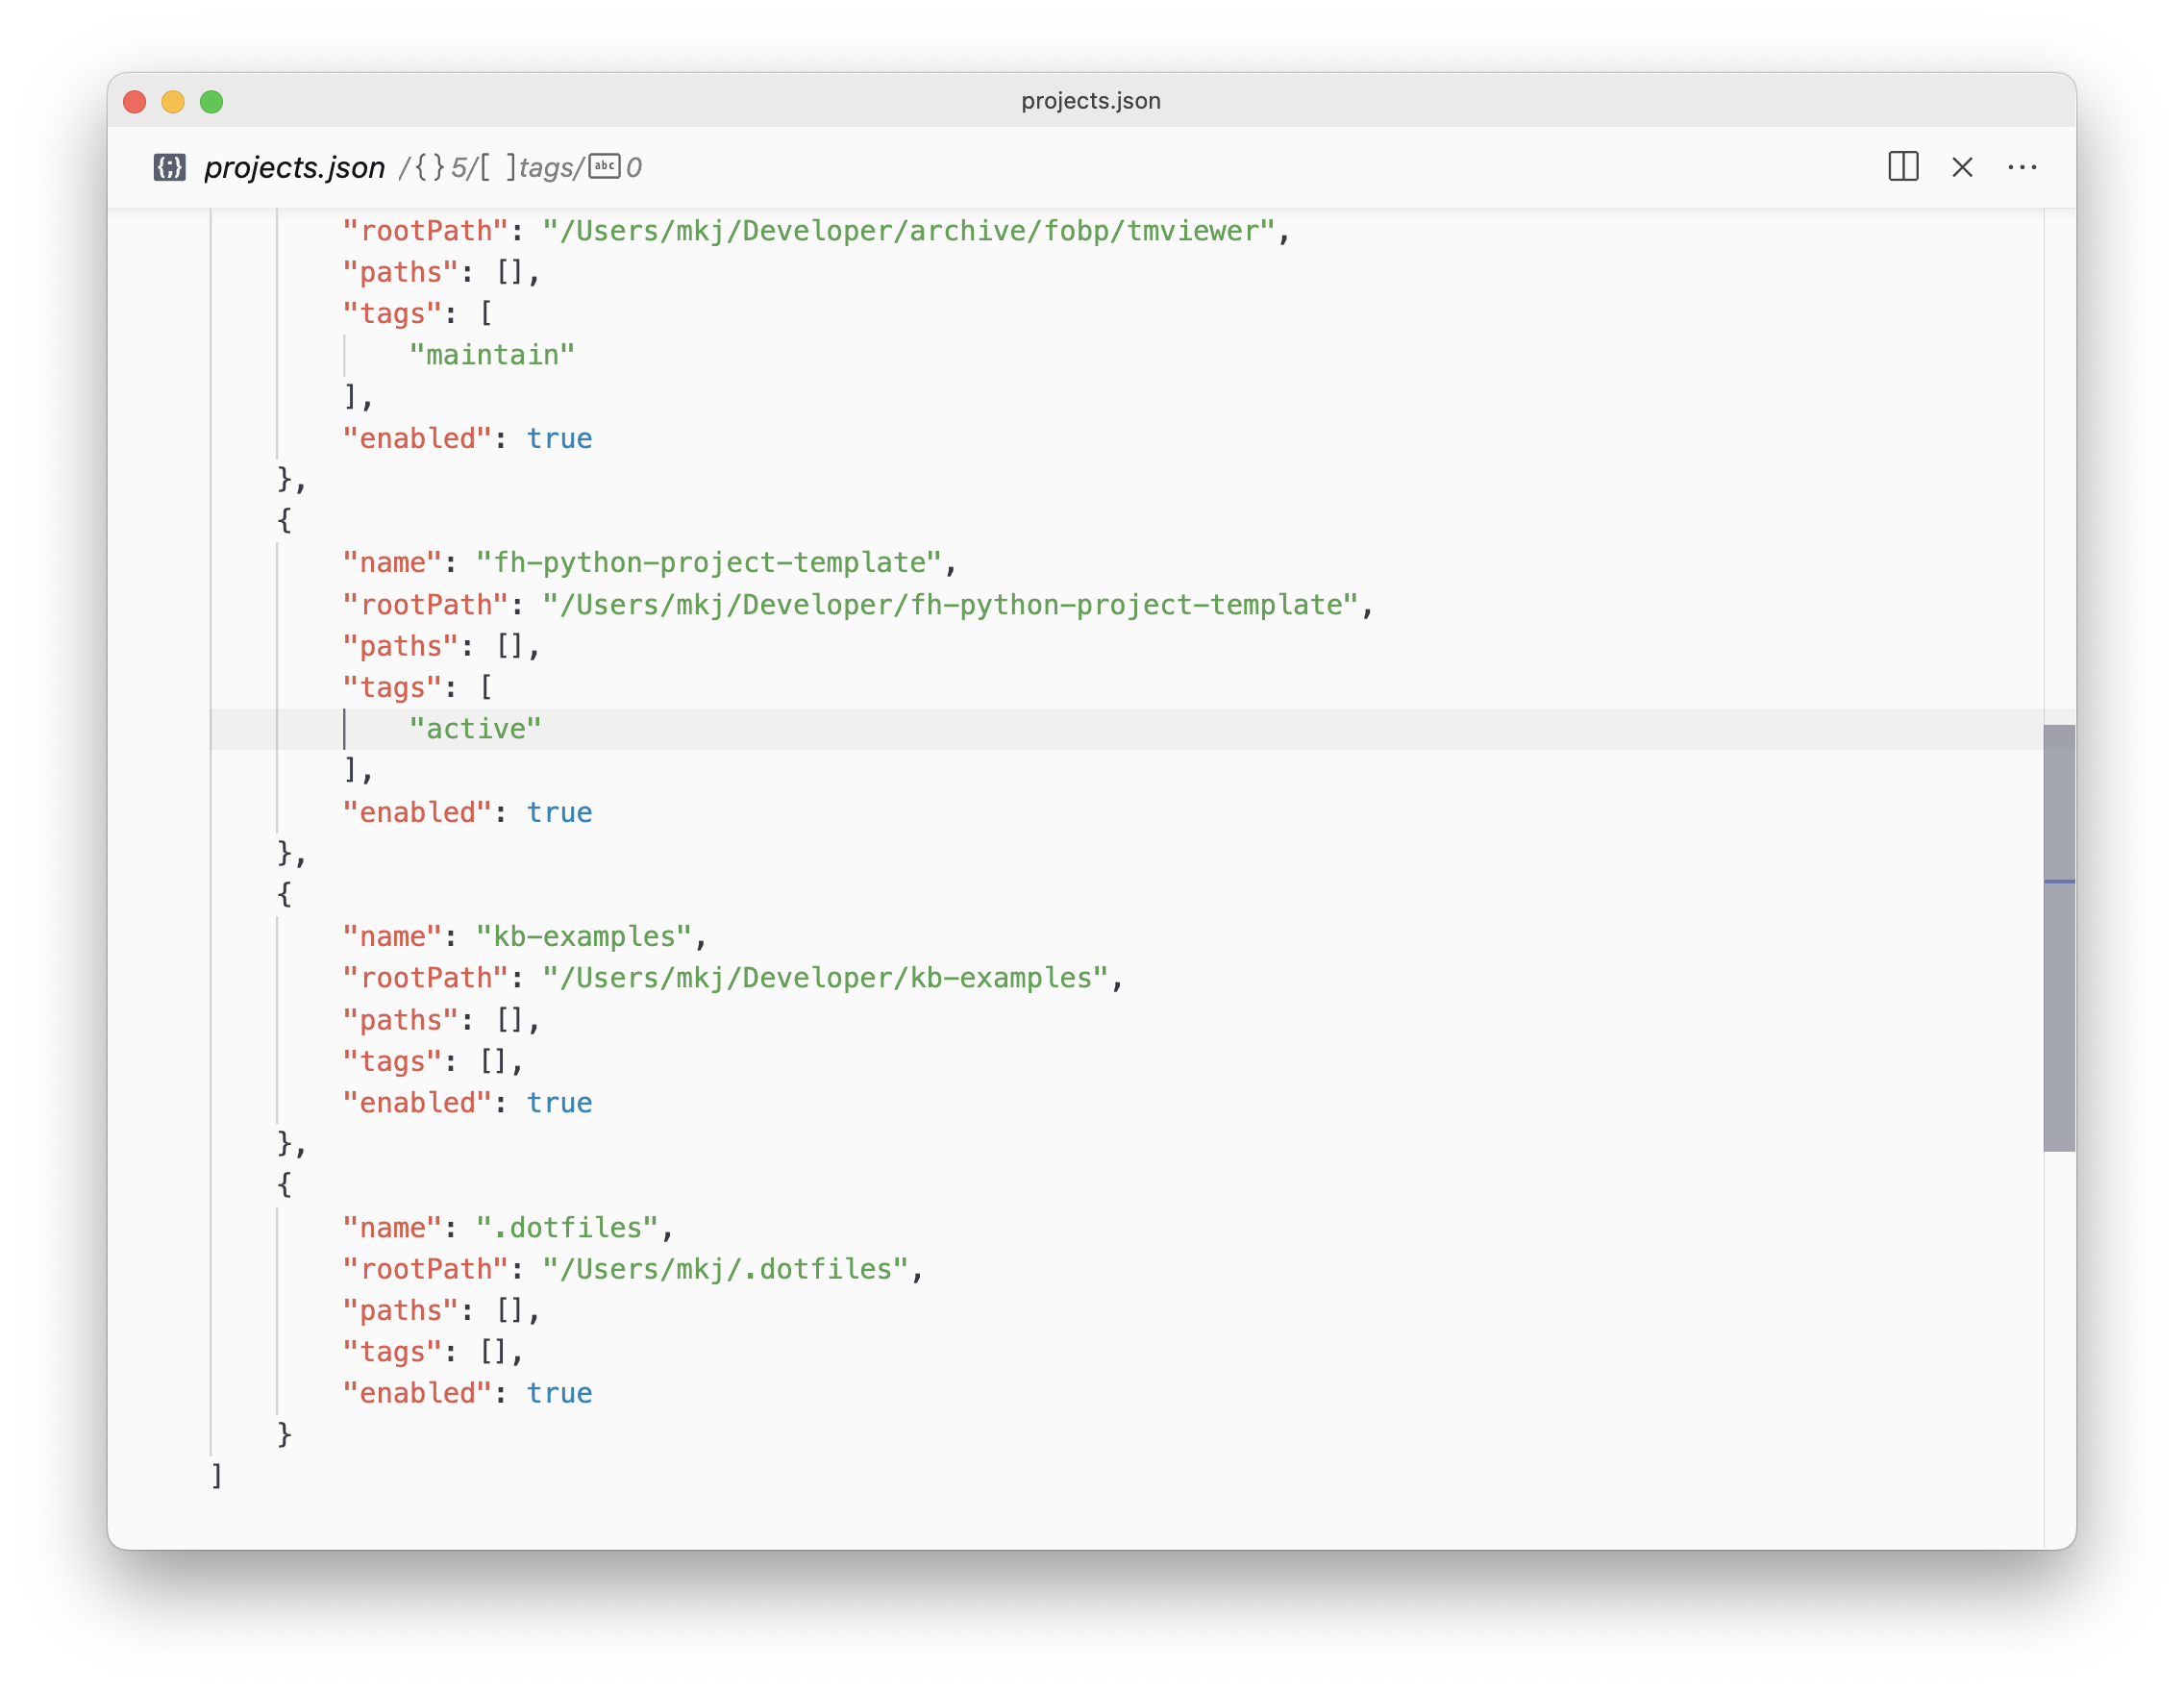 projects.json
projects.json /{}5/[ ]tags/abc0
"rootPath": "/Users/mkj/Developer/archive/fobp/tmviewer",
"paths": [],
"tags": [
"maintain"
],
"enabled": true
},
{
"name": "fh-python-project-template",
"rootPath": "/Users/mkj/Developer/fh-python-project-template",
"paths": [],
"tags": [
"active"
],
"enabled": true
},
{
"name": "kb-examples",
"rootPath": "/Users/mkj/Developer/kb-examples",
"paths": [],
"tags": [],
"enabled": true
},
{
"name": ".dotfiles",
"rootPath": "/Users/mkj/.dotfiles",
"paths": [],
"tags": [],
"enabled": true
}
]